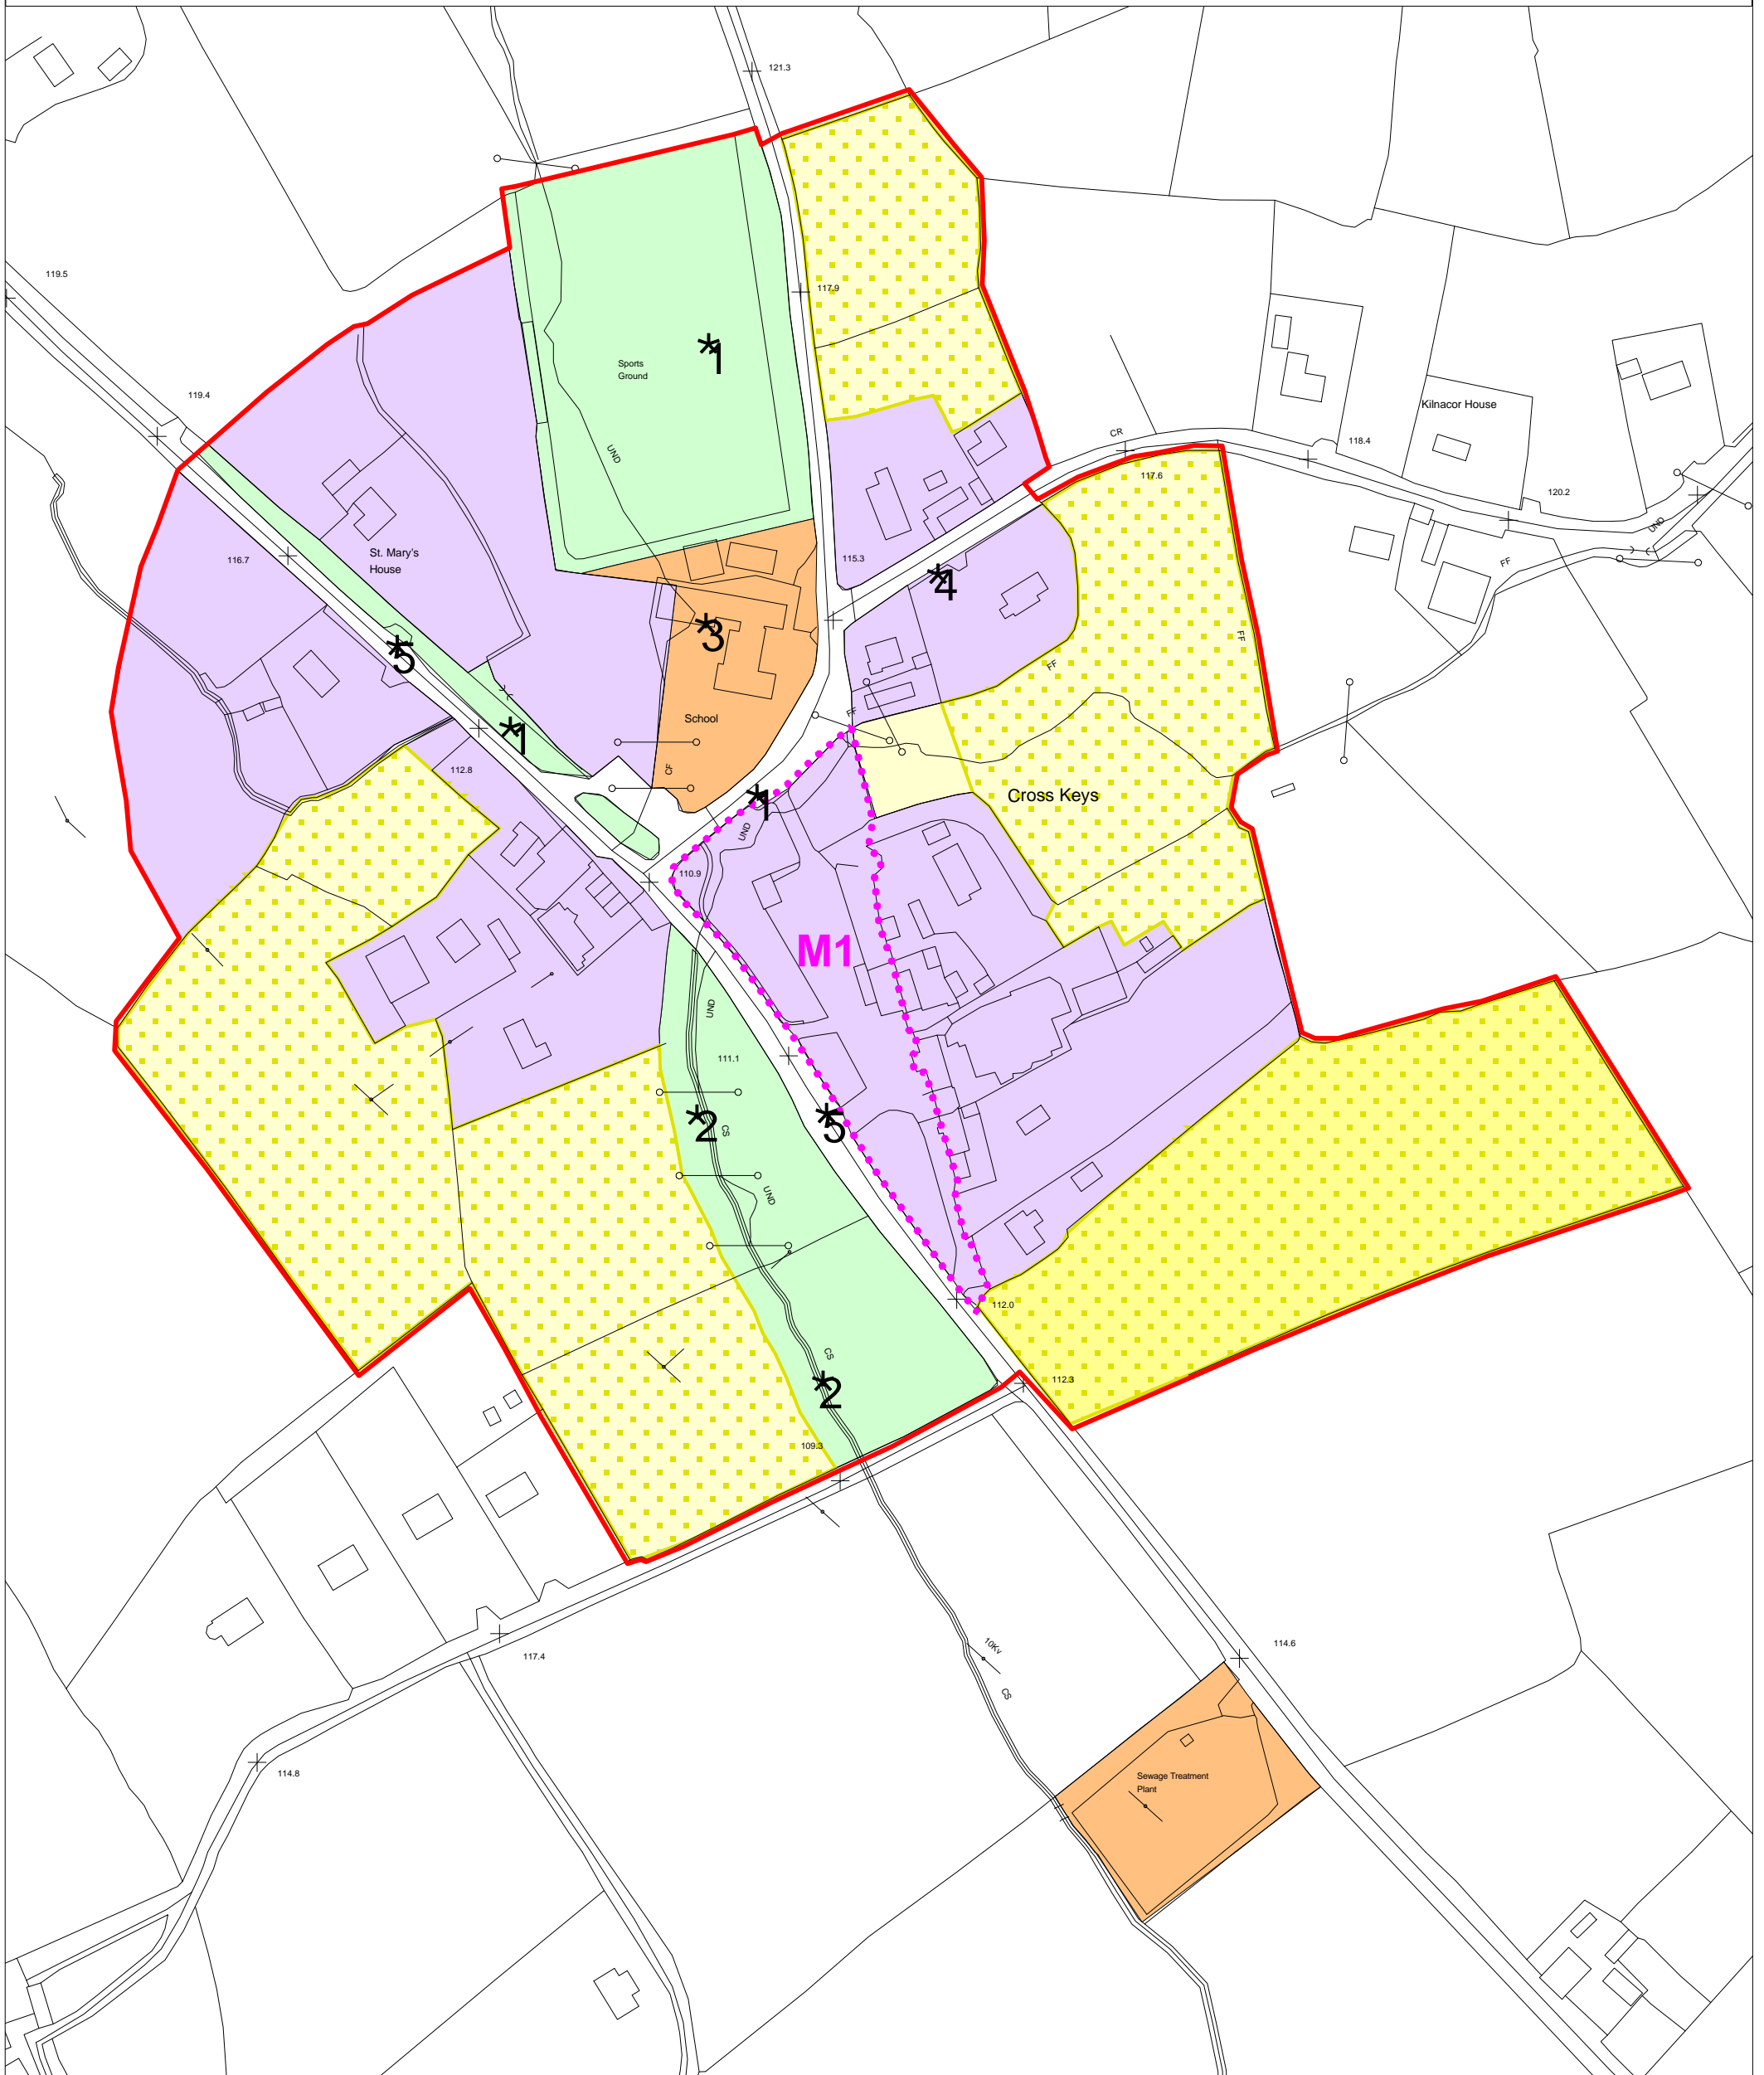 121.3
119.5
117.9
*1
Sports
Ground
119.4
Kilnacor House
CR
118.4
UND
117.6
120.2
UND
FF
St. Mary's
House
116.7
115.3
*4
*3
FF
*5
FF
School
FF
*1
112.8
CF
Cross Keys
*1
UND
110.9
M1
UND
111.1
*2
CS
*5
UND
112.0
CS
112.3
*2
109.3
10Kv
114.6
117.4
CS
114.8
Sewage Treatment
Plant